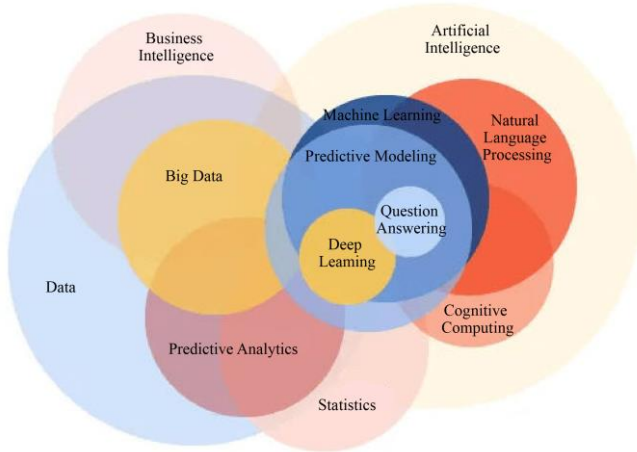 Business
Intelligence
Artificial
Intelligence
Machine Learning
Natural
Language
Processing
Predictive Modeling
Big Data
Question
Answering
Deep
Learning
Data
Cognitive
Computing
Predictive Analytics
Statistics